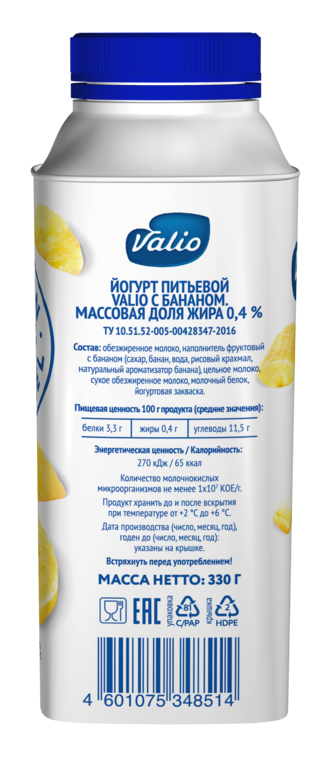 Valio
ЙОГУРТ ПИТЬЕВОЙ
VALIO С БАНАНОМ.
МАССОВАЯ ДОЛЯ ЖИРА 0,4 %
ТУ 10.51.52-005-00428347-2016
Состав: обезжиренное молоко, наполнитель фруктовый
с бананом (сахар, банан, вода, рисовый крахмал,
натуральный ароматизатор банана), цельное молоко,
сухое обезжиренное молоко, молочный белок,
йогуртовая закваска.
Пищевая ценность 100 г продукта (средние значения):
белки 3,3 г жиры 0,4 г углеводы 11,5 г
Энергетическая ценность / Калорийность:
270 кДж / 65 ккал
Количество молочнокислых
микроорганизмов не менее 1х10⁷ КОЕ/г.
Продукт хранить до и после вскрытия
при температуре от +2 °С до +6 °С.
Дата производства (число, месяц, год),
годен до (число, месяц, год):
указаны на крышке.
Встряхнуть перед употреблением!
МАССА НЕТТО: 330 Г
EAC
упаковка
81
C/PAP
крышка
2
HDPE
4 601075 348514